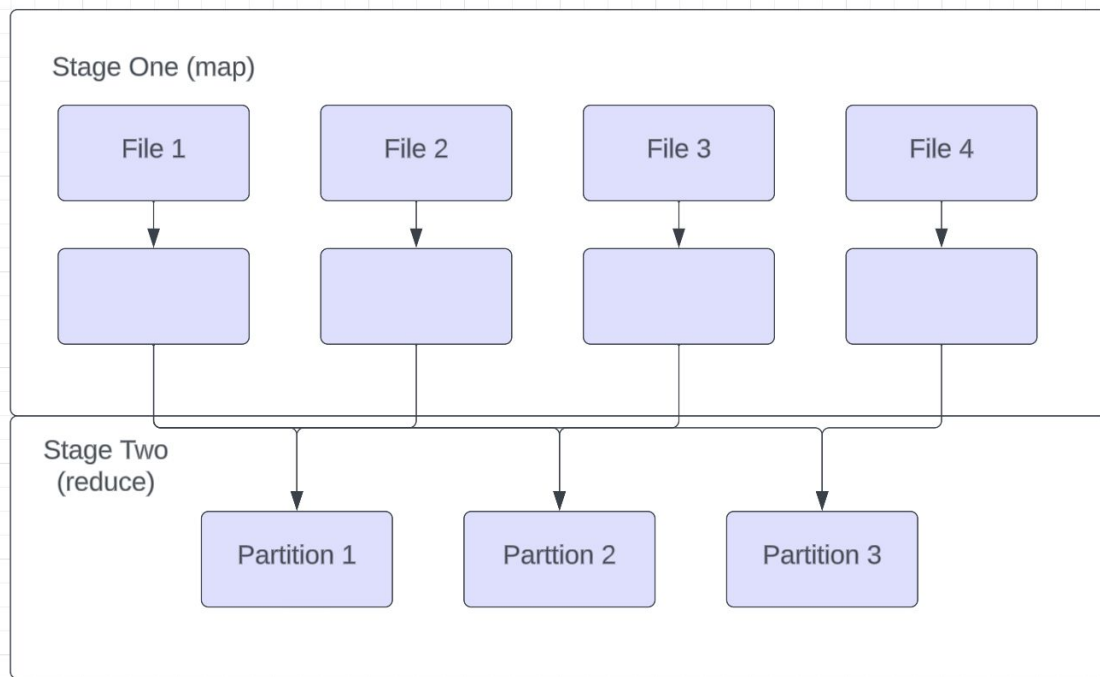 Stage One (map)
File 1
File 2
File 3
File 4
Stage Two
(reduce)
Partition 1
Parttion 2
Partition 3